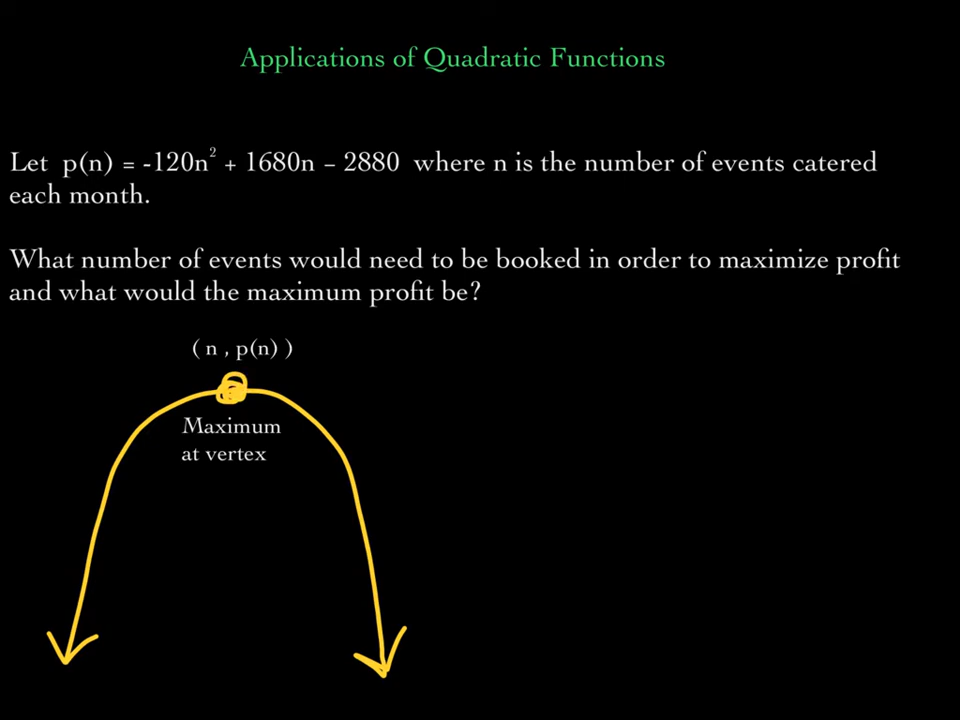 Applications of Quadratic Functions
Let p(n) = -120n² + 1680n – 2880 where n is the number of events catered
each month.
What number of events would need to be booked in order to maximize profit
and what would the maximum profit be?
( n , p(n) )
Maximum
at vertex